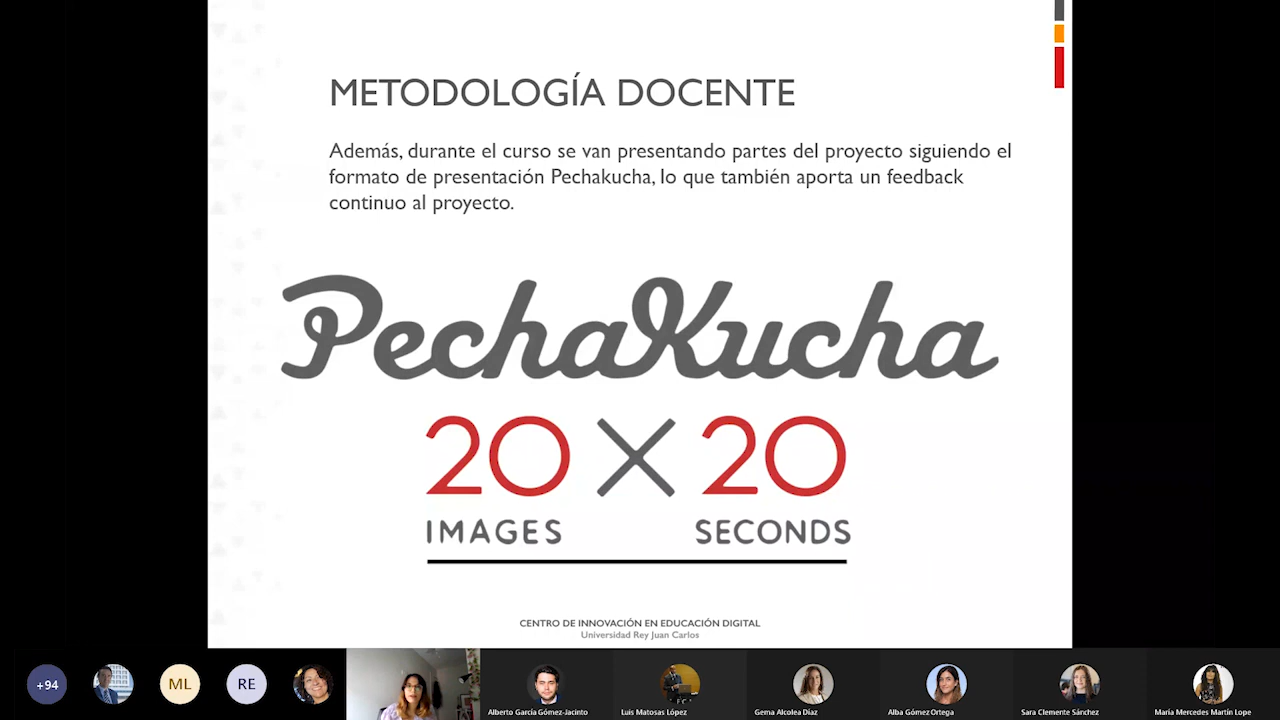 METODOLOGÍA DOCENTE
Además, durante el curso se van presentando partes del proyecto siguiendo el
formato de presentación Pechakucha, lo que también aporta un feedback
continuo al proyecto.
PechaKucha
20 X 20
IMAGES SECONDS
CENTRO DE INNOVACIÓN EN EDUCACIÓN DIGITAL
Universidad Rey Juan Carlos
+94
ML
RE
Alberto García Gómez-Jacinto
Luis Matosas López
Gema Alcolea Díaz
Alba Gómez Ortega
Sara Clemente Sánchez
María Mercedes Martín Lope